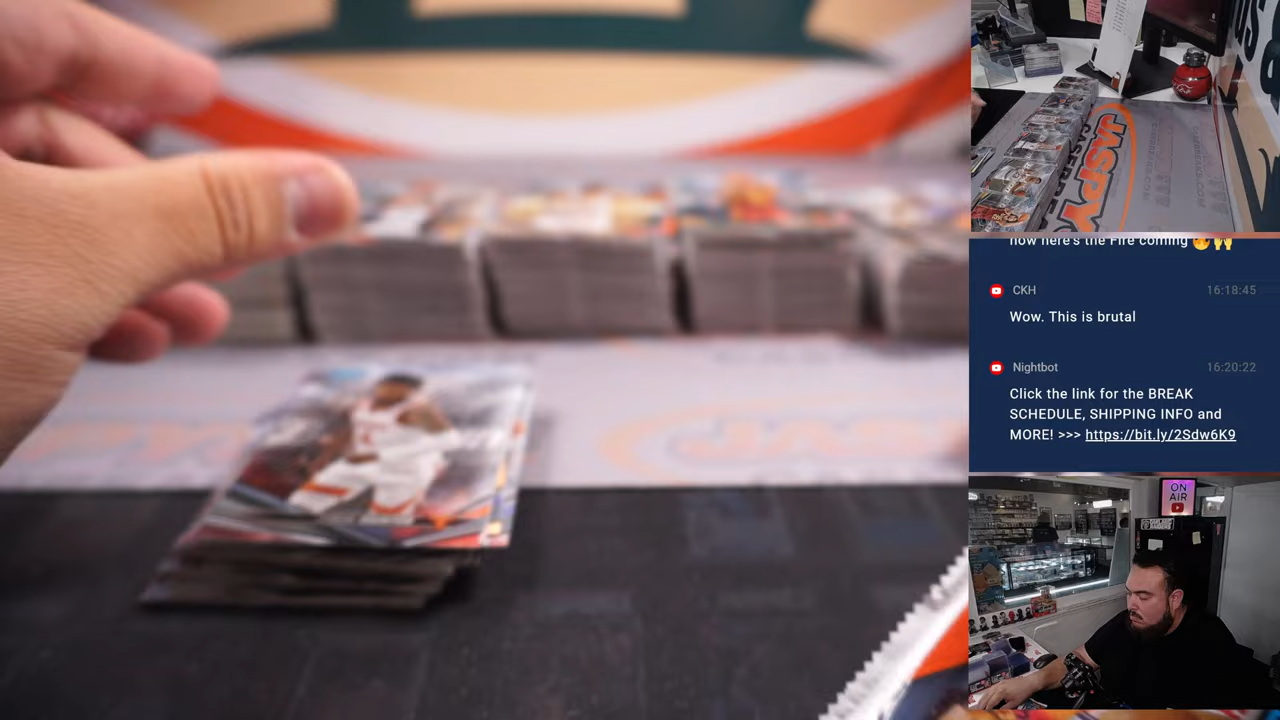 JASPY
now here's the Fire coming 🥵🙌
CKH
16:18:45
Wow. This is brutal
Nightbot
16:20:22
Click the link for the BREAK
SCHEDULE, SHIPPING INFO and
MORE! >>> https://bit.ly/2Sdw6K9
ON
AIR